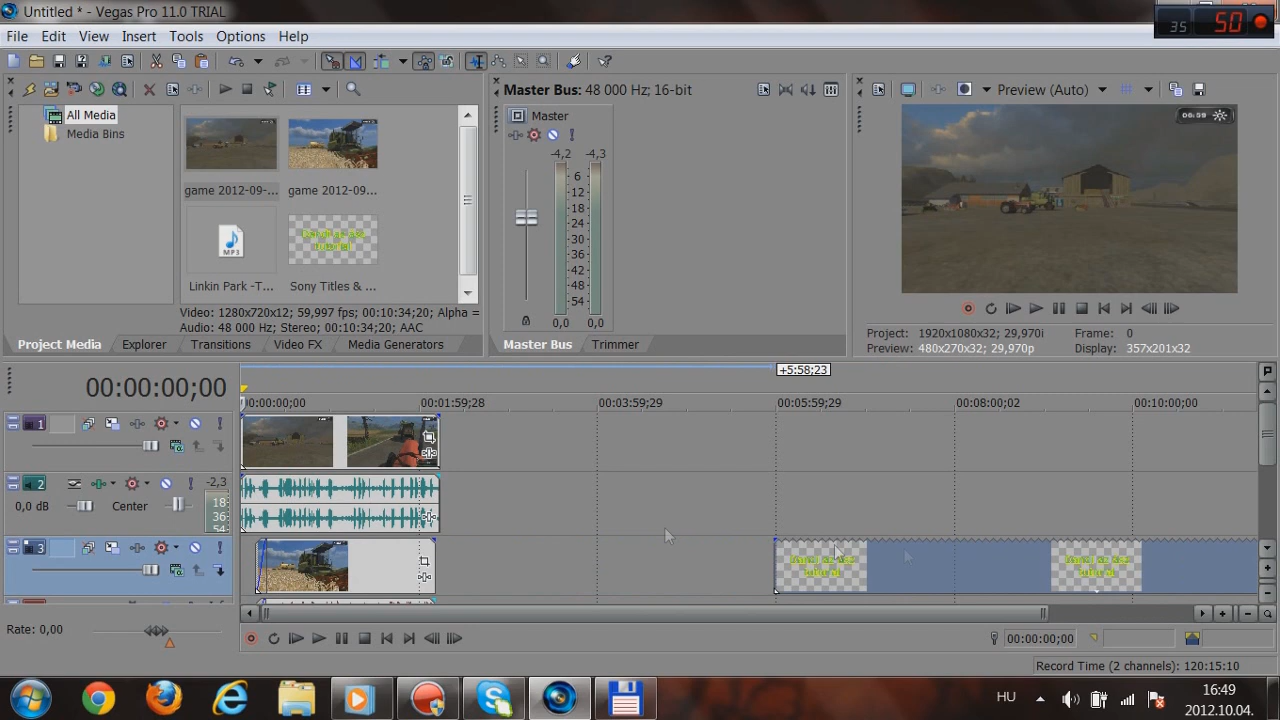 Untitled * - Vegas Pro 11.0 TRIAL
35 50
File Edit View Insert Tools Options Help
All Media
Media Bins
game 2012-09-...
game 2012-09...
MP3
Linkin Park -T...
Sony Titles & ...
Video: 1280x720x12; 59,997 fps; 00:10:34;20; Alpha =
Audio: 48 000 Hz; Stereo; 00:10:34;20; AAC
Project Media Explorer Transitions Video FX Media Generators
Master Bus: 48 000 Hz; 16-bit
Master
-4,2 -4,3
6
12
18
24
30
36
42
48
54
0,0 0,0
Master Bus Trimmer
Preview (Auto)
Project: 1920x1080x32; 29,970i Frame: 0
Preview: 480x270x32; 29,970p Display: 357x201x32
+5:58;23
00:00:00;00
00:00:00;00 00:01:59;28 00:03:59;29 00:05:59;29 00:08:00;02 00:10:00;00
1
2 -2,3
0,0 dB Center 18
36
54
3
Rate: 0,00
00:00:00;00
Record Time (2 channels): 120:15:10
HU 16:49
2012.10.04.